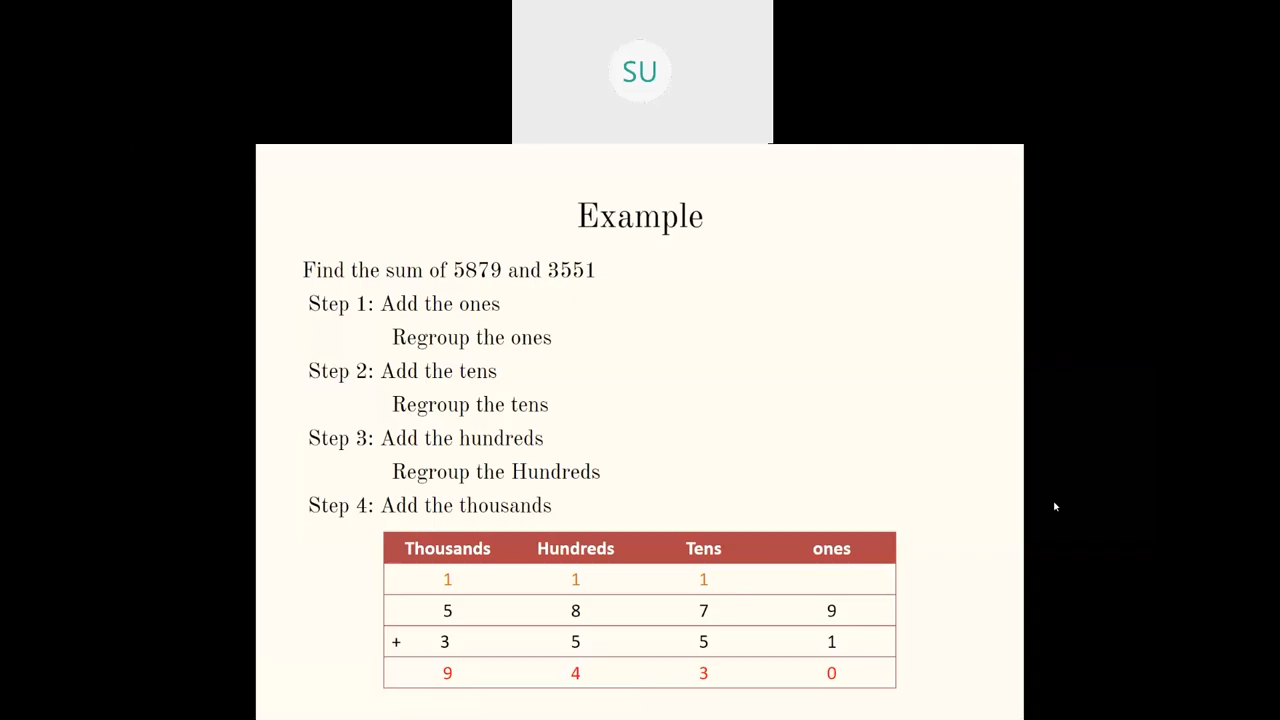 SU
Example
Find the sum of 5879 and 3551
Step 1: Add the ones
Regroup the ones
Step 2: Add the tens
Regroup the tens
Step 3: Add the hundreds
Regroup the Hundreds
Step 4: Add the thousands
Thousands Hundreds Tens ones
1 1 1
5 8 7 9
+ 3 5 5 1
9 4 3 0